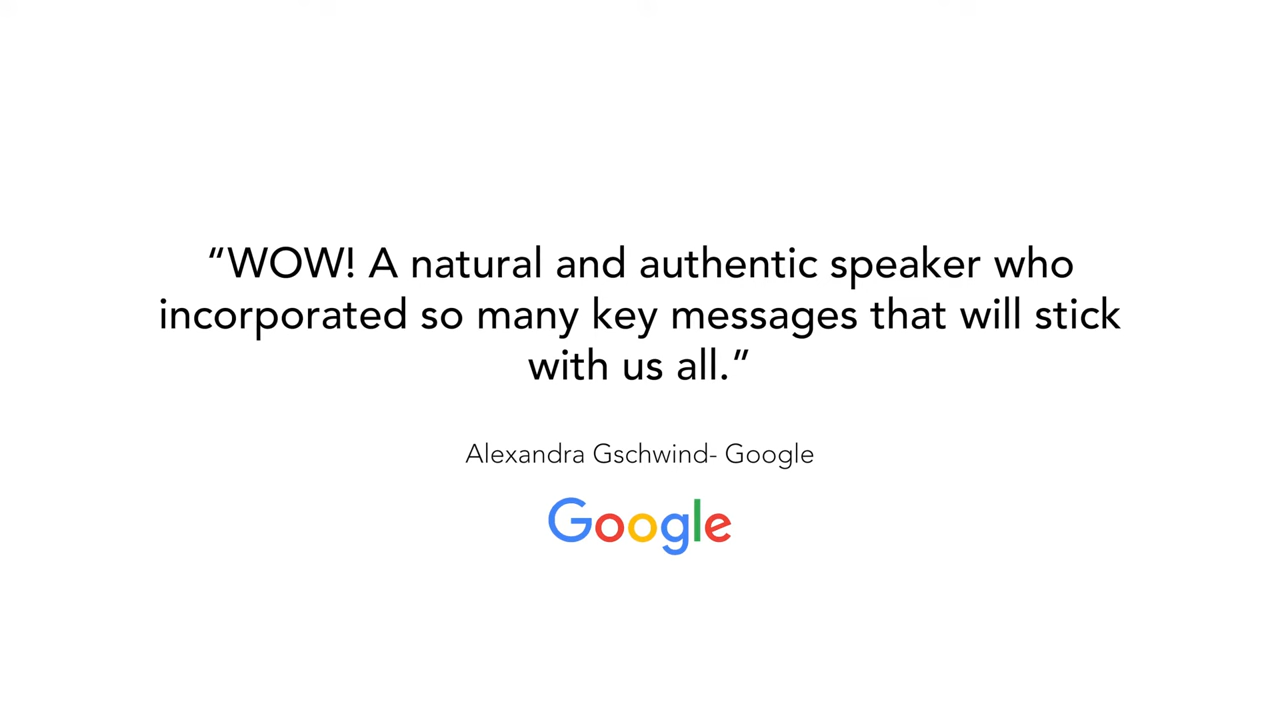 “WOW! A natural and authentic speaker who
incorporated so many key messages that will stick
with us all.”
Alexandra Gschwind- Google
Google